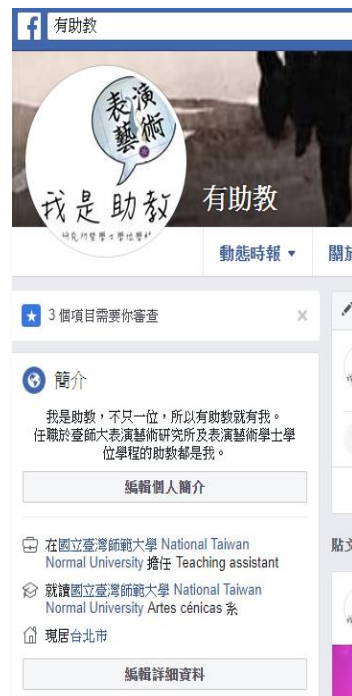 有助教
表演
藝術
我是助教
研究所暨學士學位學程
有助教
動態時報
關於
3 個項目需要你審查
簡介
我是助教，不只一位，所以有助教就有我。
任職於臺師大表演藝術研究所及表演藝術學士學
位學程的助教都是我。
編輯個人簡介
在國立臺灣師範大學 National Taiwan
Normal University 擔任 Teaching assistant
就讀國立臺灣師範大學 National Taiwan
Normal University Artes cénicas 系
現居台北市
編輯詳細資料
貼文